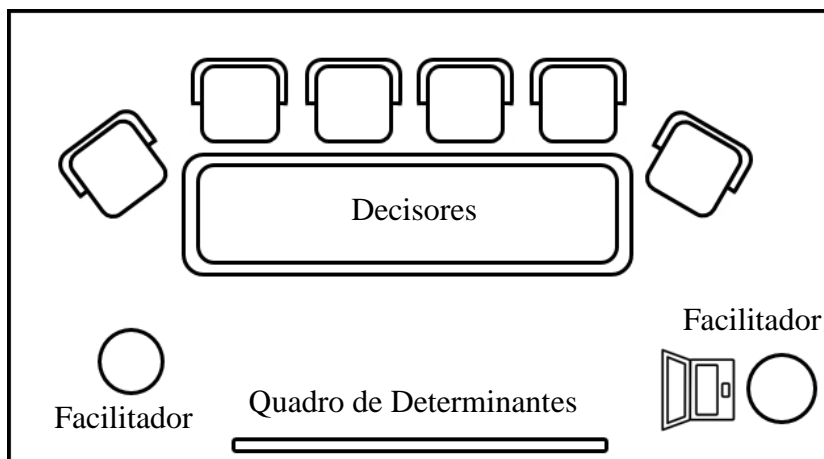 Decisores
Facilitador
Facilitador
Quadro de Determinantes